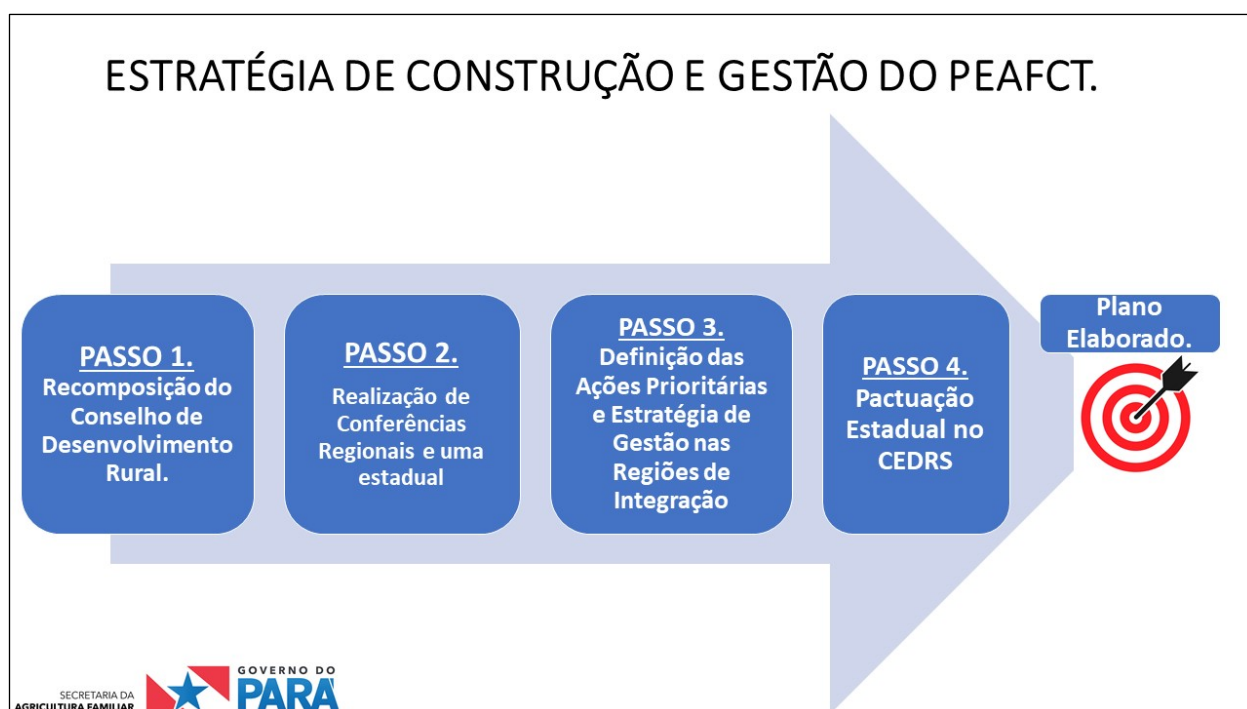 ESTRATÉGIA DE CONSTRUÇÃO E GESTÃO DO PEAFCT.
PASSO 1.
Recomposição do
Conselho de
Desenvolvimento
Rural.
PASSO 2.
Realização de
Conferências
Regionais e uma
estadual
PASSO 3.
Definição das
Ações Prioritárias
e Estratégia de
Gestão nas
Regiões de
Integração
PASSO 4.
Pactuação
Estadual no
CEDRS
Plano
Elaborado.
SECRETARIA DA
AGRICULTURA FAMILIAR
GOVERNO DO
PARÁ